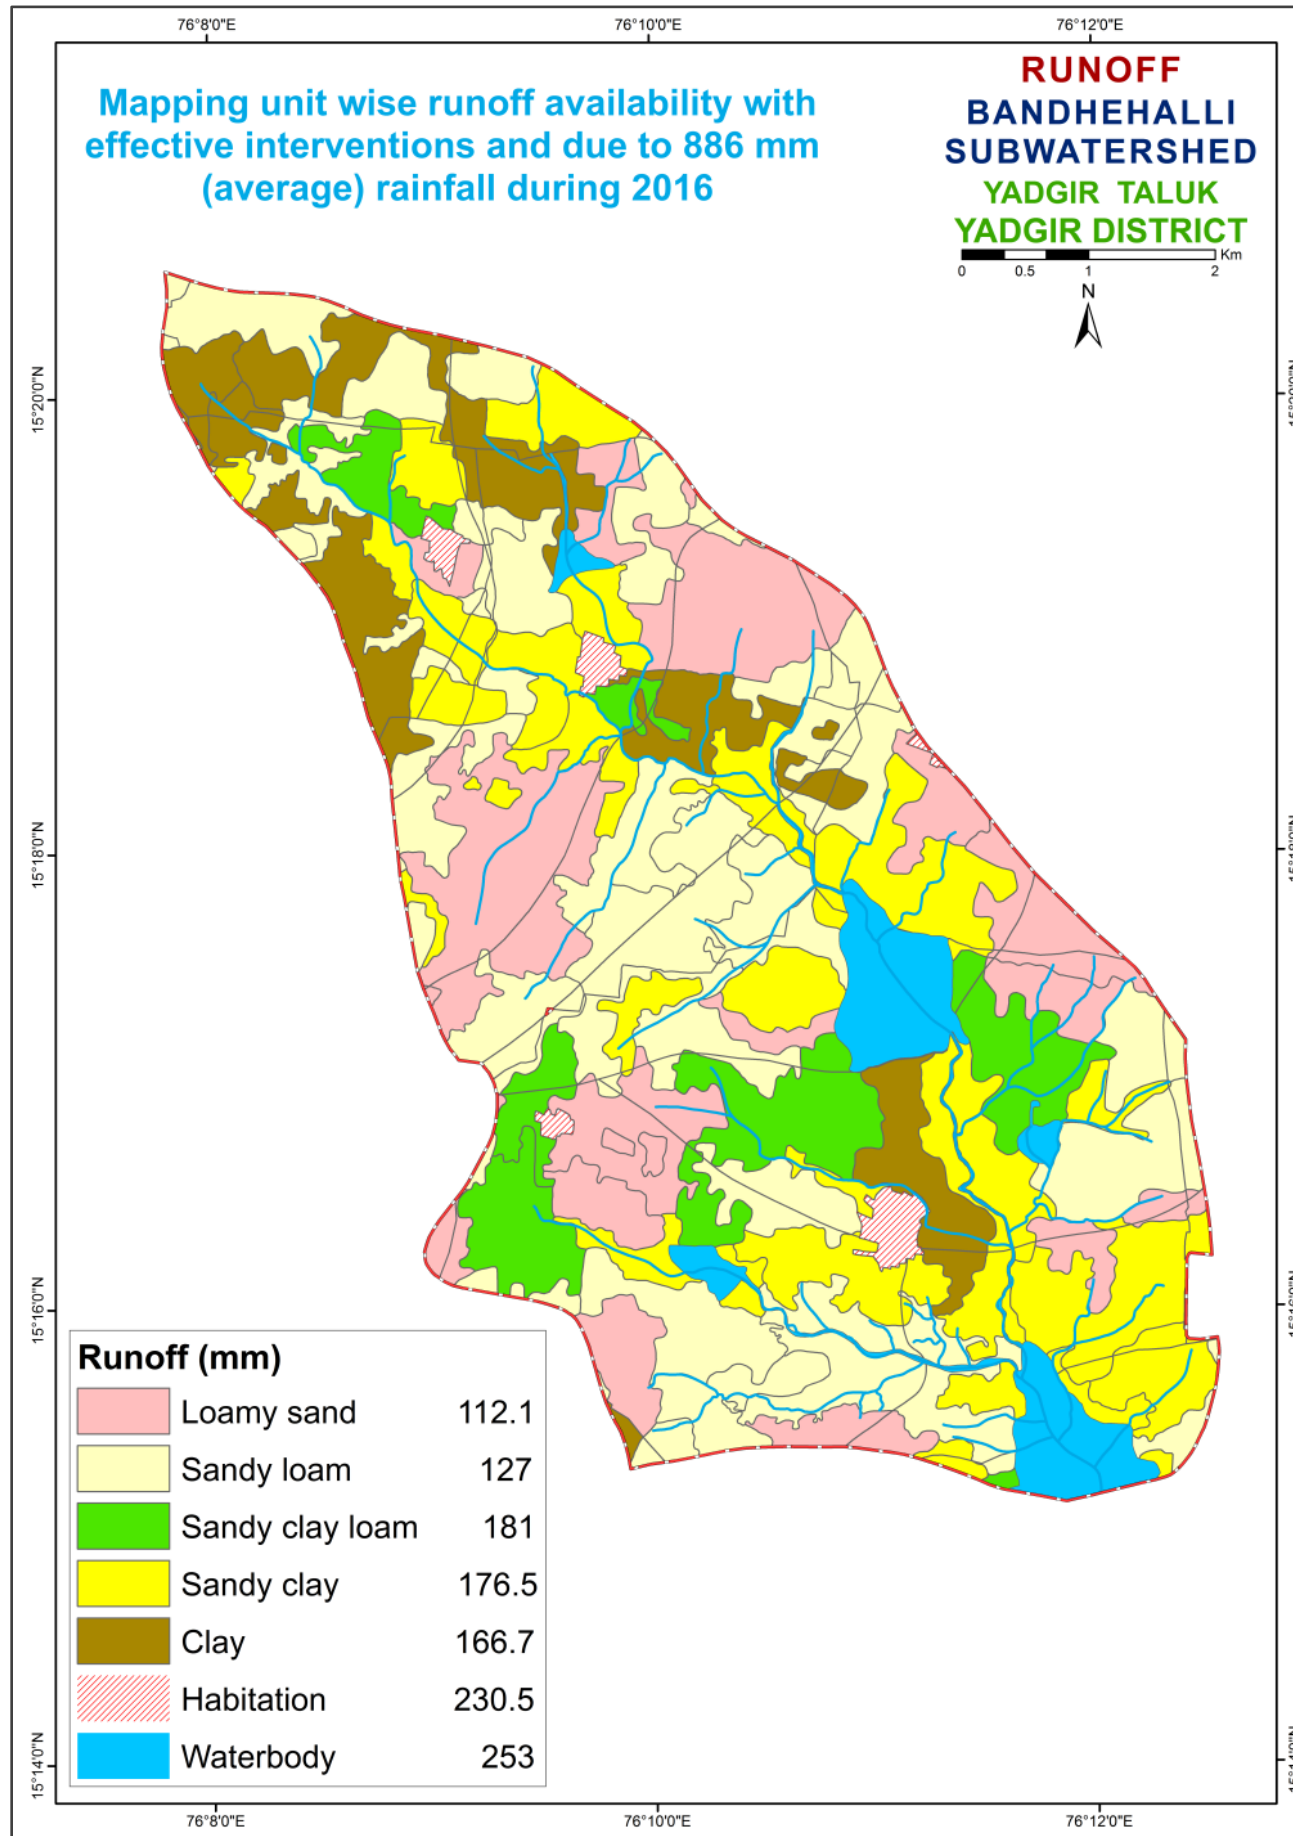 76°8'0"E
76°10'0"E
76°12'0"E
Mapping unit wise runoff availability with
effective interventions and due to 886 mm
(average) rainfall during 2016
RUNOFF
BANDHEHALLI
SUBWATERSHED
YADGIR TALUK
YADGIR DISTRICT
Km
0 0.5 1 2
N
15°20'0"N
15°18'0"N
15°16'0"N
15°14'0"N
Runoff (mm)
Loamy sand 112.1
Sandy loam 127
Sandy clay loam 181
Sandy clay 176.5
Clay 166.7
Habitation 230.5
Waterbody 253
76°8'0"E
76°10'0"E
76°12'0"E